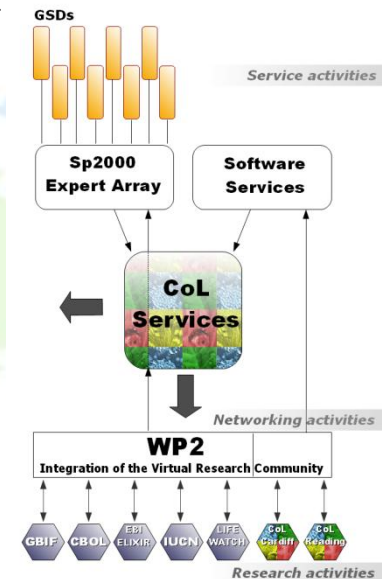 GSDs
Service activities
Sp2000
Expert Array
Software
Services
CoL
Services
Networking activities
WP2
Integration of the Virtual Research Community
GBIF
CBOL
EBI
ELIXIR
IUCN
LIFE
WATCH
CoL
Cardiff
CoL
Reading
Research activities